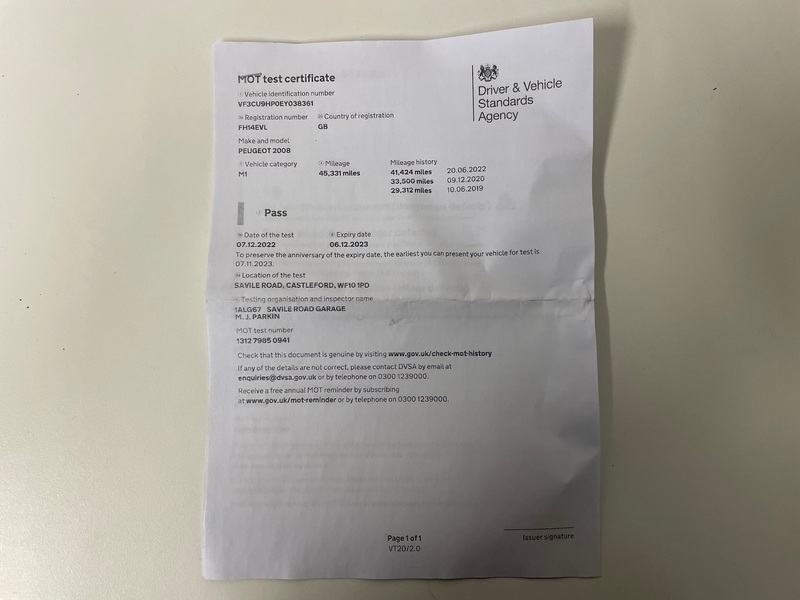 MOT test certificate
Driver & Vehicle
Standards
Agency
Vehicle identification number
VF3CU9HP0EY038361
Registration number
Country of registration
FH14EVL
GB
Make and model
PEUGEOT 2008
Vehicle category
Mileage
Mileage history
M1
45,331 miles
41,424 miles 20.06.2022
33,500 miles 09.12.2020
29,312 miles 10.06.2019
Pass
Date of the test
Expiry date
07.12.2022
06.12.2023
To preserve the anniversary of the expiry date, the earliest you can present your vehicle for test is
07.11.2023.
Location of the test
SAVILE ROAD, CASTLEFORD, WF10 1PD
Testing organisation and inspector name
1ALG67 SAVILE ROAD GARAGE
M. J. PARKIN
MOT test number
1312 7985 0941
Check that this document is genuine by visiting www.gov.uk/check-mot-history
If any of the details are not correct, please contact DVSA by email at
enquiries@dvsa.gov.uk or by telephone on 0300 1239000.
Receive a free annual MOT reminder by subscribing
at www.gov.uk/mot-reminder or by telephone on 0300 1239000.
Page 1 of 1
VT20/2.0
Issuer signature